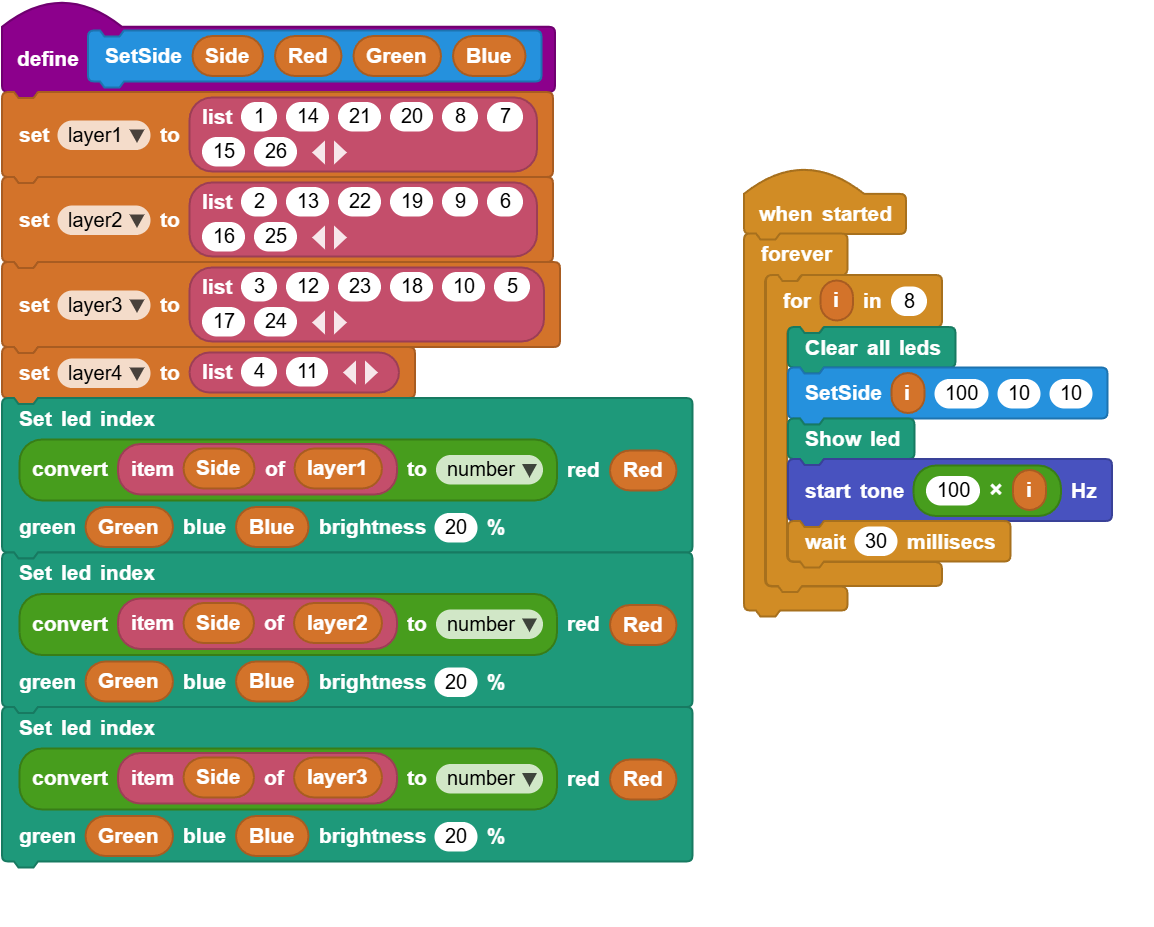 define SetSide Side Red Green Blue
set layer1 to list 1 14 21 20 8 7
15 26
set layer2 to list 2 13 22 19 9 6
16 25
set layer3 to list 3 12 23 18 10 5
17 24
set layer4 to list 4 11
Set led index
convert item Side of layer1 to number red Red
green Green blue Blue brightness 20 %
Set led index
convert item Side of layer2 to number red Red
green Green blue Blue brightness 20 %
Set led index
convert item Side of layer3 to number red Red
green Green blue Blue brightness 20 %
when started
forever
for i in 8
Clear all leds
SetSide i 100 10 10
Show led
start tone 100 × i Hz
wait 30 millisecs